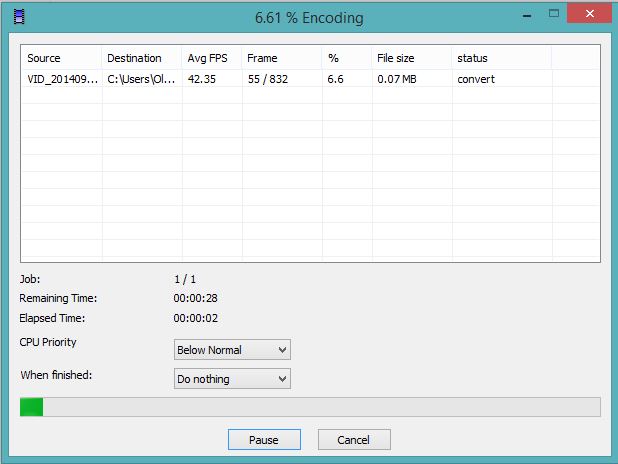 6.61 % Encoding
Source Destination Avg FPS Frame % File size status
VID_201409... C:\Users\Ol... 42.35 55 / 832 6.6 0.07 MB convert
Job: 1 / 1
Remaining Time: 00:00:28
Elapsed Time: 00:00:02
CPU Priority Below Normal
When finished: Do nothing
Pause Cancel